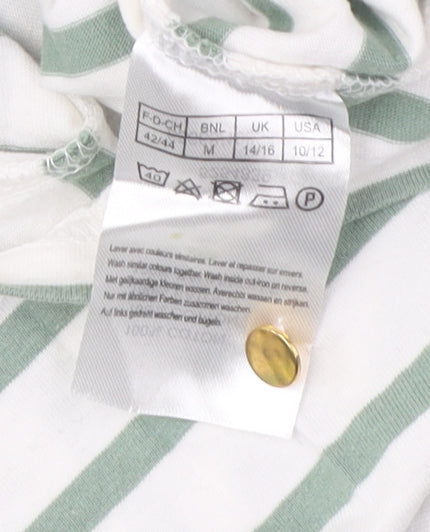 F-D-CH BNL UK USA
42/44 M 14/16 10/12
40 P
Laver avec couleurs similaires. Laver et repasser sur envers.
Wash similar colours together. Wash inside out-iron on reverse.
Met gelijkaardige kleuren wassen. Averechts wassen en strijken.
Nur mit ähnlichen Farben zusammen waschen.
Auf links gedreht waschen und bügeln.